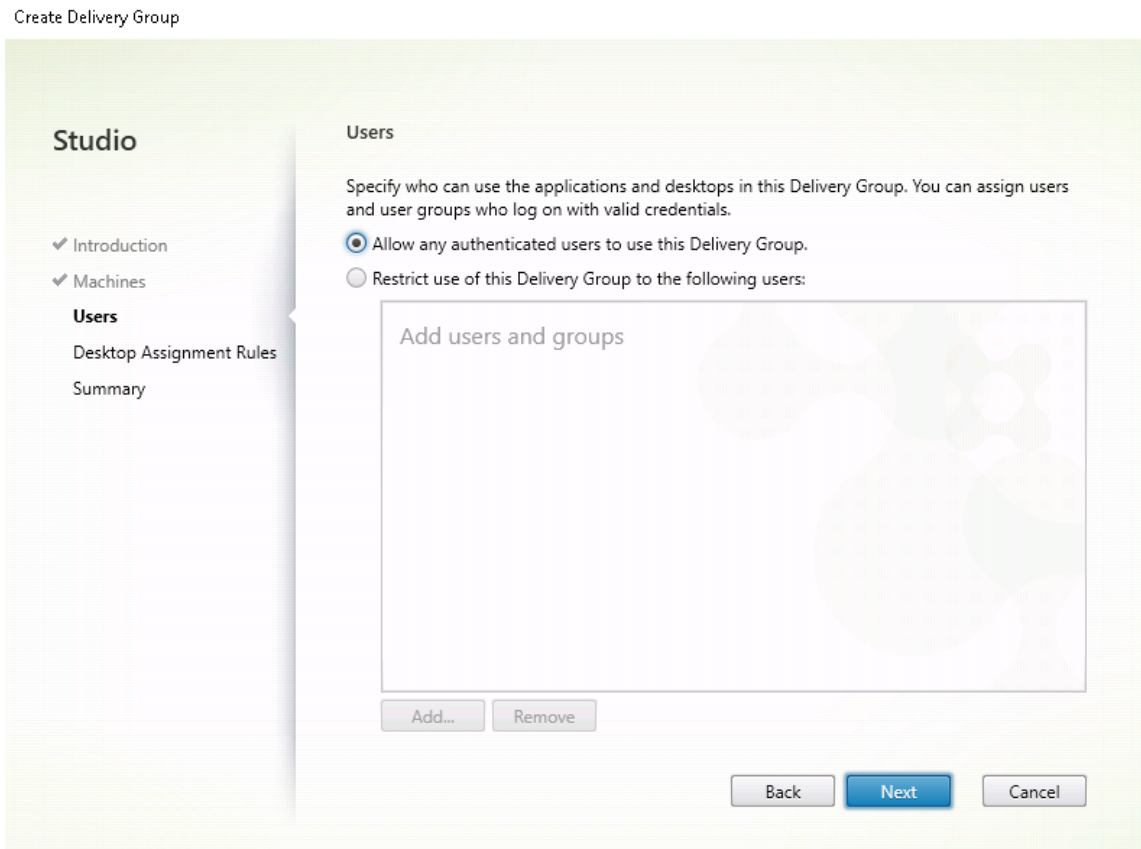 Create Delivery Group
Studio
Introduction
Machines
Users
Desktop Assignment Rules
Summary
Users
Specify who can use the applications and desktops in this Delivery Group. You can assign users
and user groups who log on with valid credentials.
Allow any authenticated users to use this Delivery Group.
Restrict use of this Delivery Group to the following users:
Add users and groups
Add...
Remove
Back
Next
Cancel